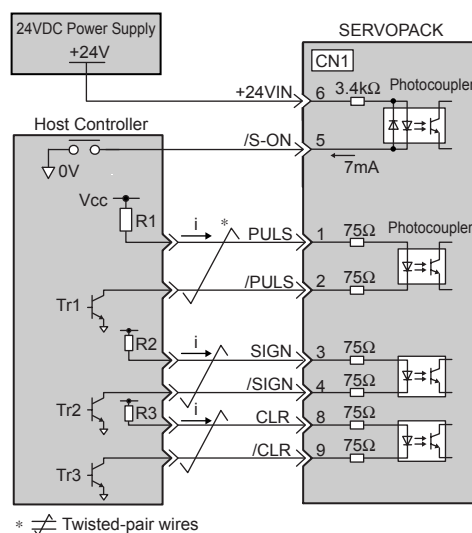 24VDC Power Supply
+24V
SERVOPACK
CN1
+24VIN 6 3.4kΩ Photocoupler
Host Controller
/S-ON 5
0V
7mA
Vcc
R1
i *
PULS 1 75Ω Photocoupler
/PULS 2 75Ω
Tr1
R2
i SIGN 3 75Ω
/SIGN 4 75Ω
Tr2
R3
i CLR 8 75Ω
/CLR 9 75Ω
Tr3
* Twisted-pair wires